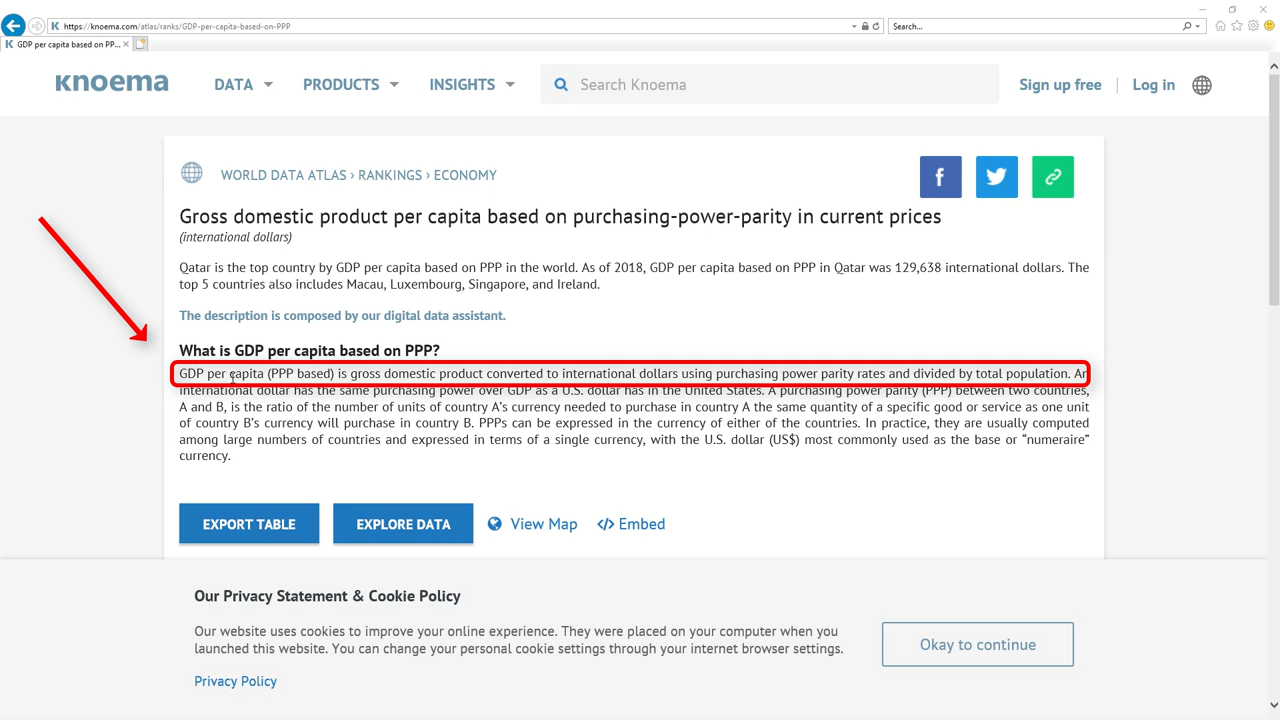 https://knoema.com/atlas/ranks/GDP-per-capita-based-on-PPP
Search...
GDP per capita based on PP...
knoema
DATA
PRODUCTS
INSIGHTS
Search Knoema
Sign up free
Log in
WORLD DATA ATLAS › RANKINGS › ECONOMY
Gross domestic product per capita based on purchasing-power-parity in current prices
(international dollars)
Qatar is the top country by GDP per capita based on PPP in the world. As of 2018, GDP per capita based on PPP in Qatar was 129,638 international dollars. The
top 5 countries also includes Macau, Luxembourg, Singapore, and Ireland.
The description is composed by our digital data assistant.
What is GDP per capita based on PPP?
GDP per capita (PPP based) is gross domestic product converted to international dollars using purchasing power parity rates and divided by total population. An
international dollar has the same purchasing power over GDP as a U.S. dollar has in the United States. A purchasing power parity (PPP) between two countries,
A and B, is the ratio of the number of units of country A’s currency needed to purchase in country A the same quantity of a specific good or service as one unit
of country B’s currency will purchase in country B. PPPs can be expressed in the currency of either of the countries. In practice, they are usually computed
among large numbers of countries and expressed in terms of a single currency, with the U.S. dollar (US$) most commonly used as the base or “numeraire”
currency.
EXPORT TABLE
EXPLORE DATA
View Map
</> Embed
Our Privacy Statement & Cookie Policy
Our website uses cookies to improve your online experience. They were placed on your computer when you
launched this website. You can change your personal cookie settings through your internet browser settings.
Okay to continue
Privacy Policy